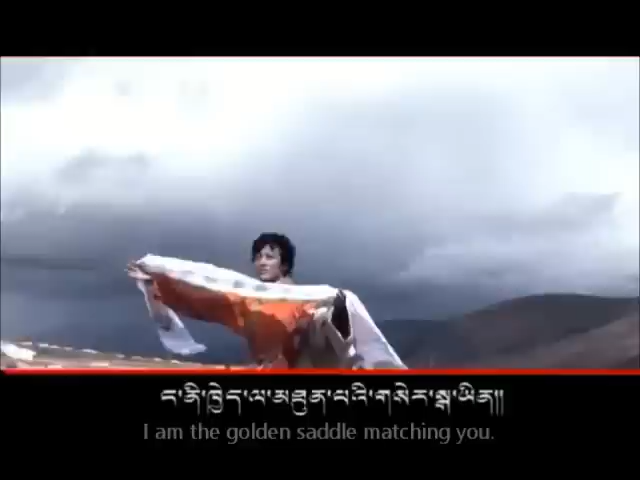 ང་ནི་ཁྱེད་ལ་མཐུན་པའི་གསེར་སྒ་ཡིན།།
I am the golden saddle matching you.